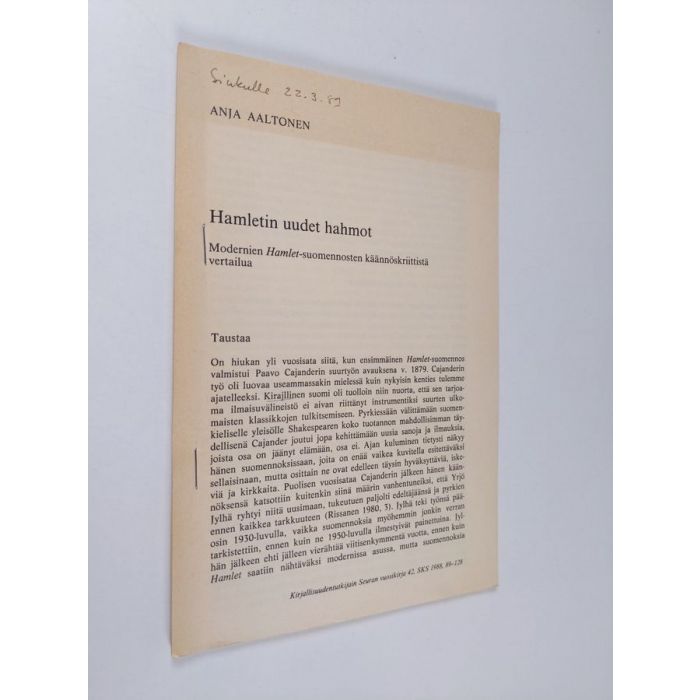 Siukulle 22.3.89
ANJA AALTONEN
Hamletin uudet hahmot
Modernien Hamlet-suomennosten käännöskriittistä
vertailua
Taustaa
On hiukan yli vuosisata siitä, kun ensimmäinen Hamlet-suomennos
valmistui Paavo Cajanderin suurtyön avauksena v. 1879. Cajanderin
työ oli luovaa useammassakin mielessä kuin nykyisin kenties tulemme
ajatelleeksi. Kirajllinen suomi oli tuolloin niin nuorta, että sen tarjoa-
ma ilmaisuvälineistö ei aivan riittänyt instrumentiksi suurten ulko-
maisten klassikkojen tulkitsemiseen. Pyrkiessään välittämään suomen-
kieliselle yleisölle Shakespearen koko tuotannon mahdollisimman täy-
dellisenä Cajander joutui jopa kehittämään uusia sanoja ja ilmauksia,
joista osa on jäänyt elämään, osa ei. Ajan kuluminen tietysti näkyy
hänen suomennoksissaan, joita on enää vaikea kuvitella esitettäväksi
sellaisinaan, mutta osittain ne ovat edelleen täysin hyväksyttäviä, iske-
viä ja kirkkaita. Puolisen vuosisataa Cajanderin jälkeen hänen kään-
nöksensä katsottiin kuitenkin siinä määrin vanhentuneiksi, että Yrjö
Jylhä ryhtyi niitä uusimaan, tukeutuen paljolti edeltäjäänsä ja pyrkien
ennen kaikkea tarkkuuteen (Rissanen 1980, 3). Jylhä teki työnsä pää-
osin 1930-luvulla, vaikka suomennoksia myöhemmin jonkin verran
tarkistettiin, ennen kuin ne 1950-luvulla ilmestyivät painettuina. Jyl-
hän jälkeen ehti jälleen vierähtää viitisenkymmentä vuotta, ennen kuin
Hamlet saatiin nähtäväksi modernissa asussa, mutta suomennoksia
Kirjallisuudentutkijain Seuran vuosikirja 42, SKS 1988, 89–128